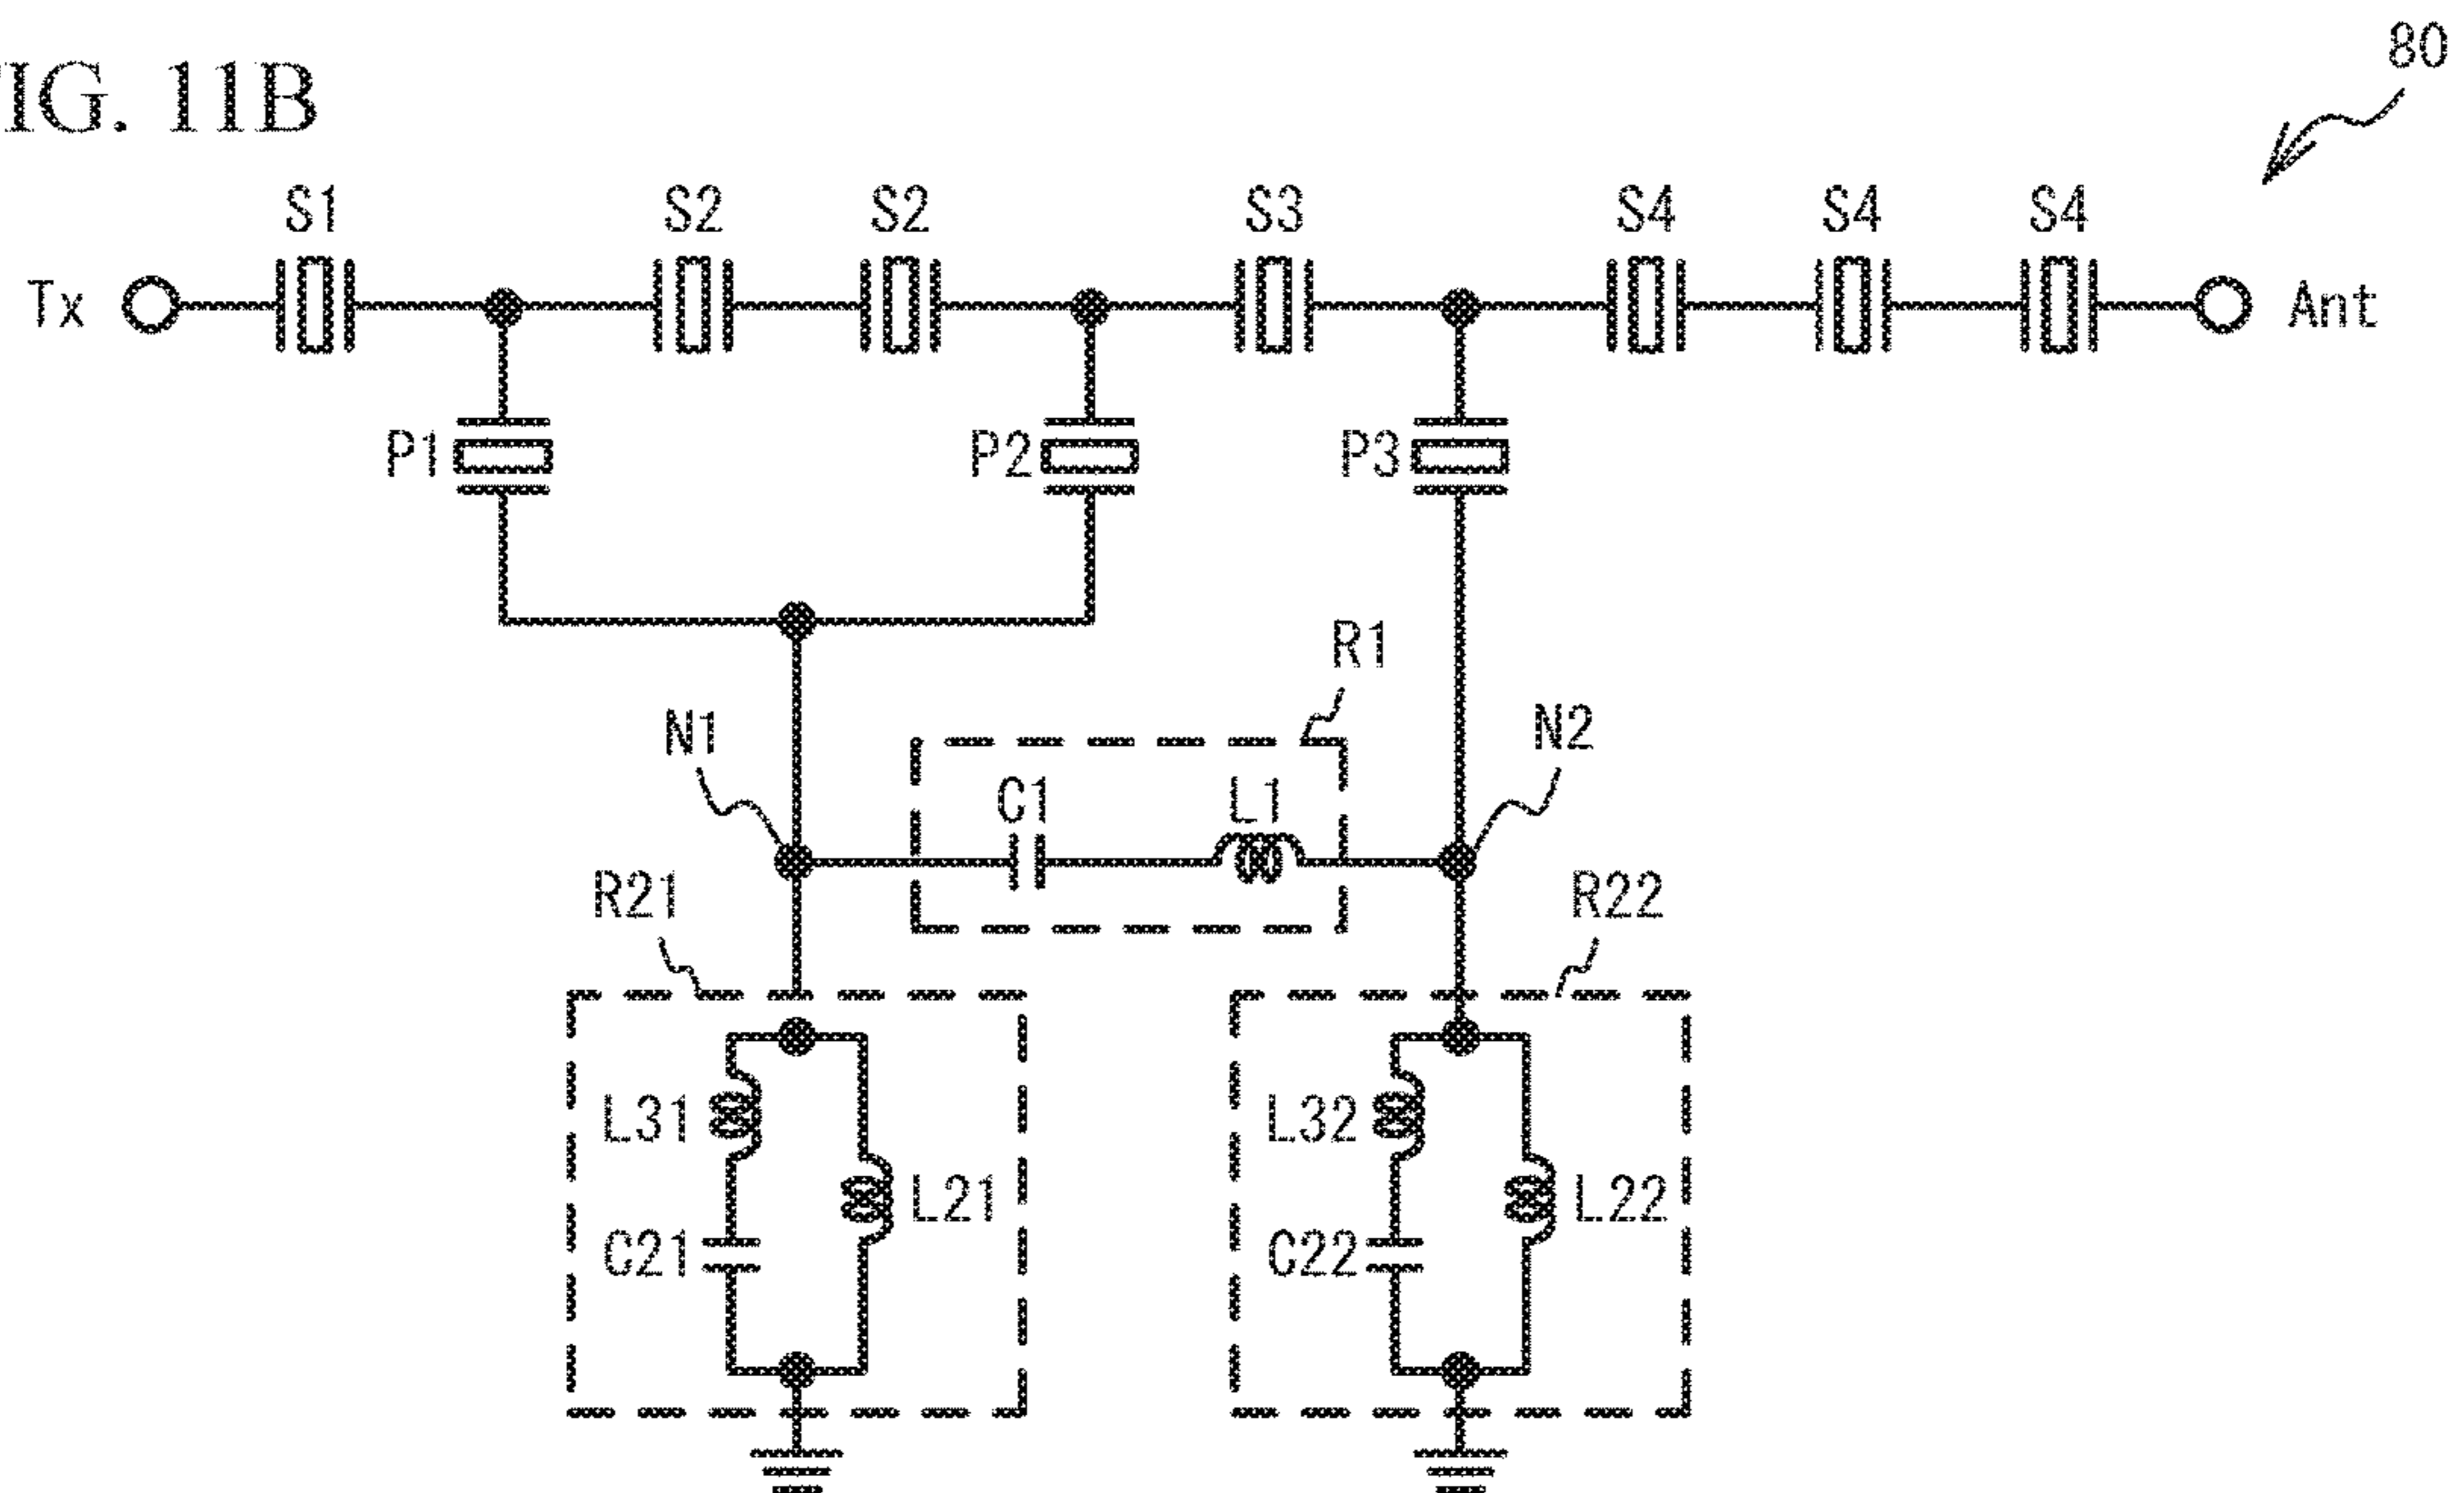 IG. 11B
80
S1
S2
S2
S3
S4
S4
S4
Tx
Ant
P1
P2
P3
R1
N1
N2
C1
L1
R21
R22
L31
L21
C21
L32
L22
C22